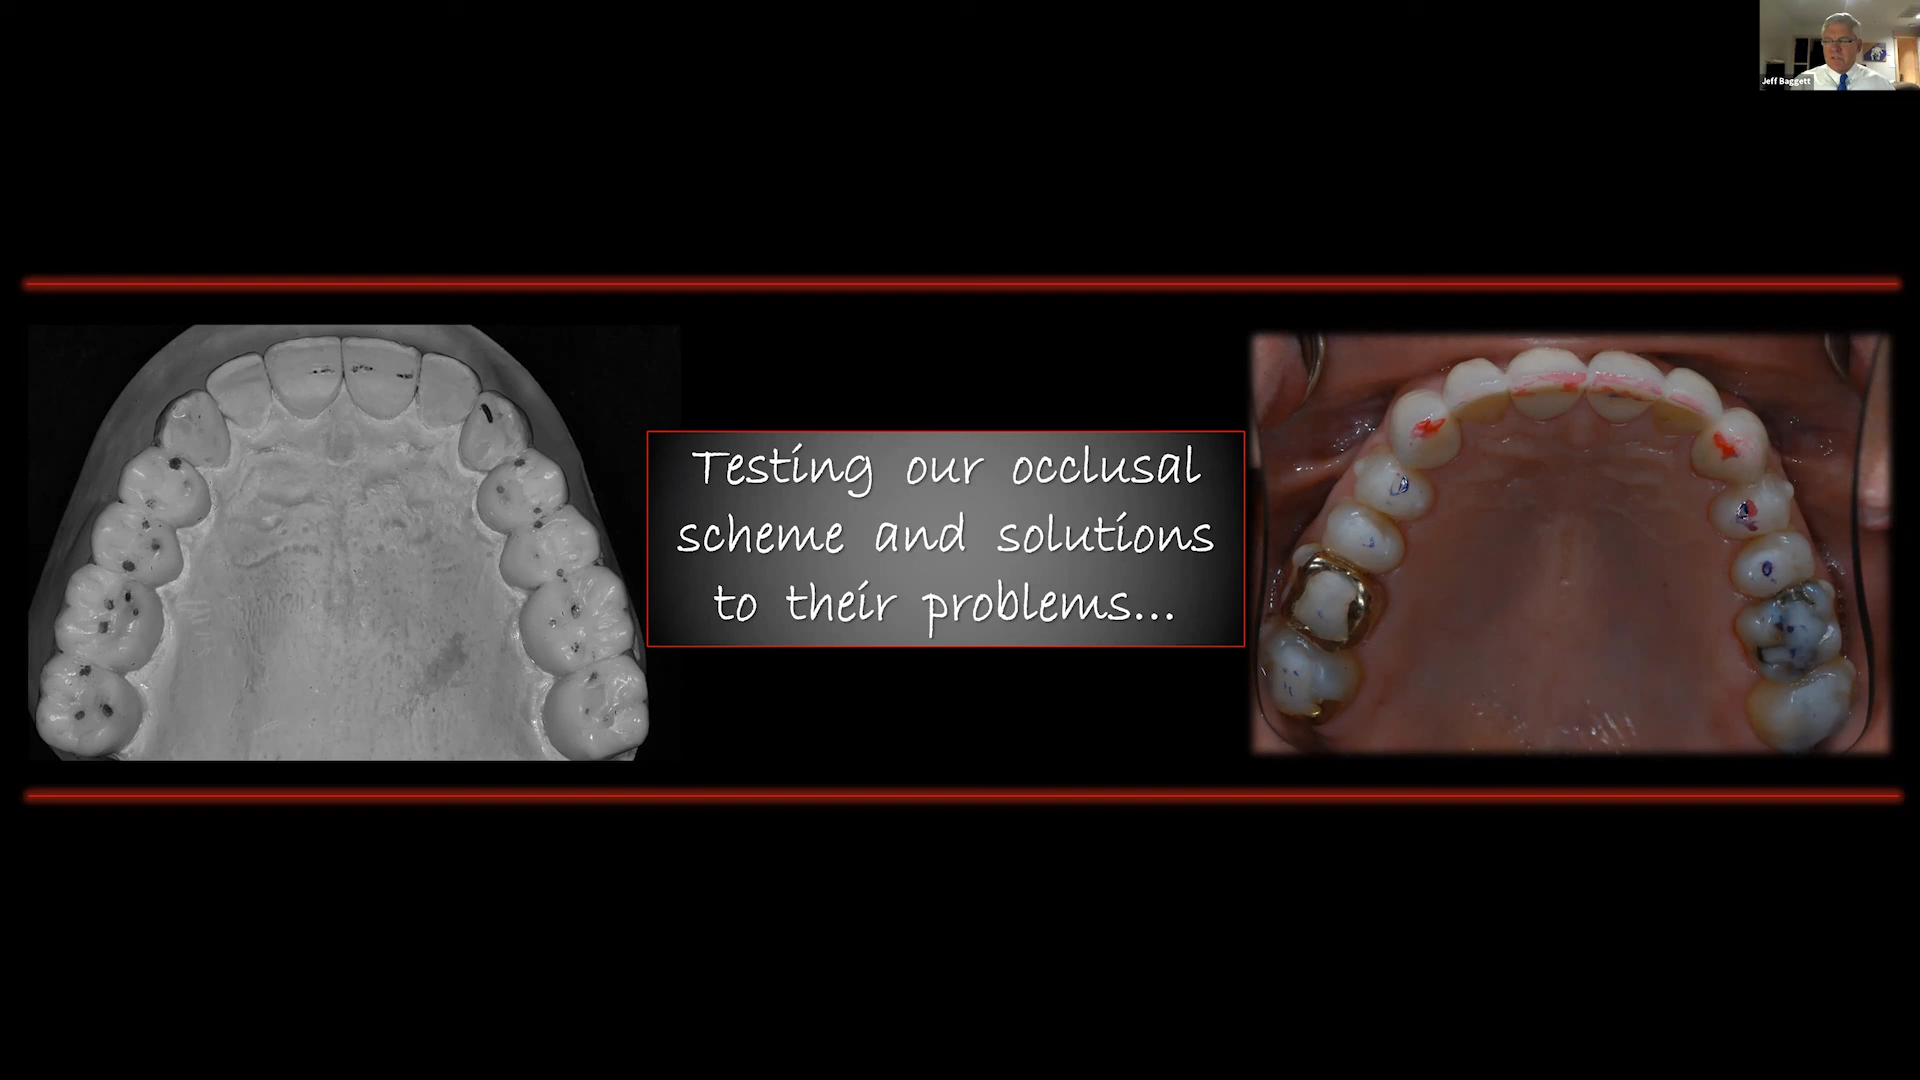 Jeff Baggett
Testing our occlusal
scheme and solutions
to their problems...